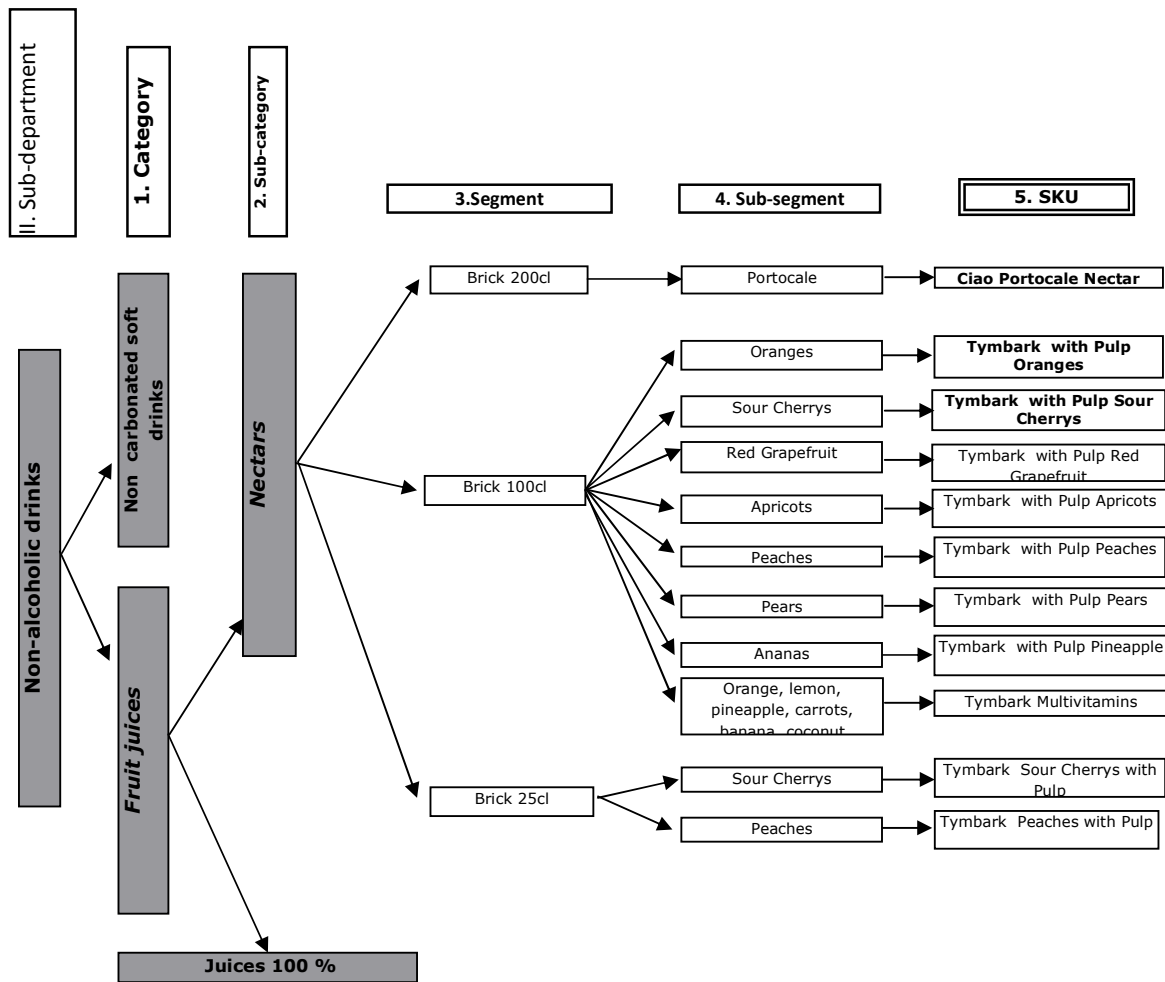 II. Sub-department
1. Category
2. Sub-category
3.Segment
4. Sub-segment
5. SKU
Non-alcoholic drinks
Non carbonated soft
drinks
Fruit juices
Nectars
Juices 100 %
Brick 200cl
Portocale
Ciao Portocale Nectar
Brick 100cl
Oranges
Tymbark with Pulp
Oranges
Sour Cherrys
Tymbark with Pulp Sour
Cherrys
Red Grapefruit
Tymbark with Pulp Red
Grapefruit
Apricots
Tymbark with Pulp Apricots
Peaches
Tymbark with Pulp Peaches
Pears
Tymbark with Pulp Pears
Ananas
Tymbark with Pulp Pineapple
Orange, lemon,
pineapple, carrots,
banana, coconut
Tymbark Multivitamins
Brick 25cl
Sour Cherrys
Tymbark Sour Cherrys with
Pulp
Peaches
Tymbark Peaches with Pulp